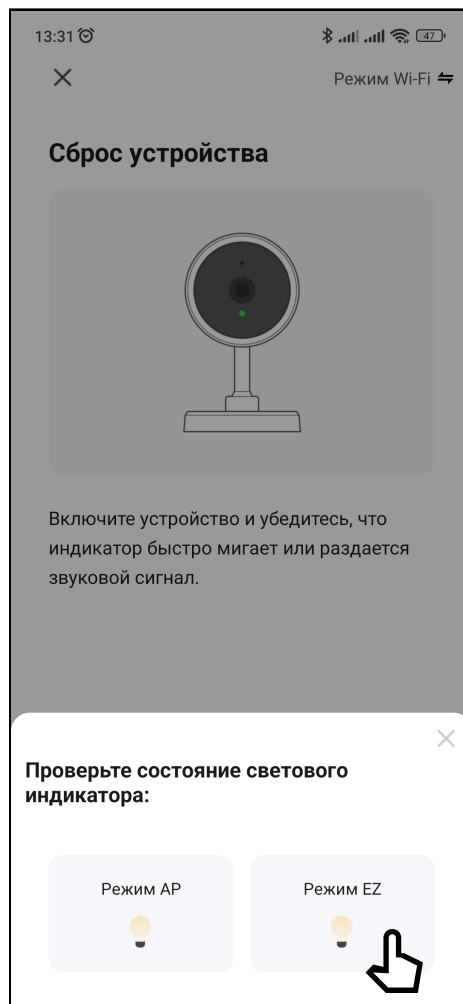 13:31
47
Режим Wi-Fi
Сброс устройства
Включите устройство и убедитесь, что
индикатор быстро мигает или раздается
звуковой сигнал.
Проверьте состояние светового
индикатора:
Режим AP
Режим EZ